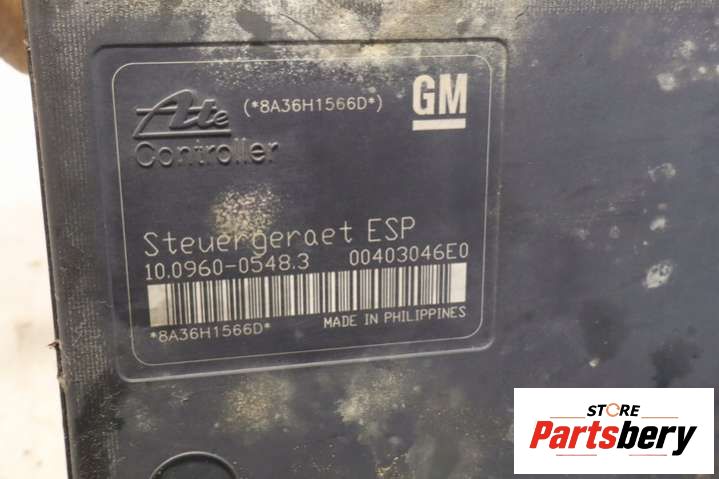 Ate
(*8A36H1566D*)
GM
Controller
Steuergeraet ESP
10.0960-0548.3 00403046E0
*8A36H1566D*
MADE IN PHILIPPINES
STORE
Partsbery